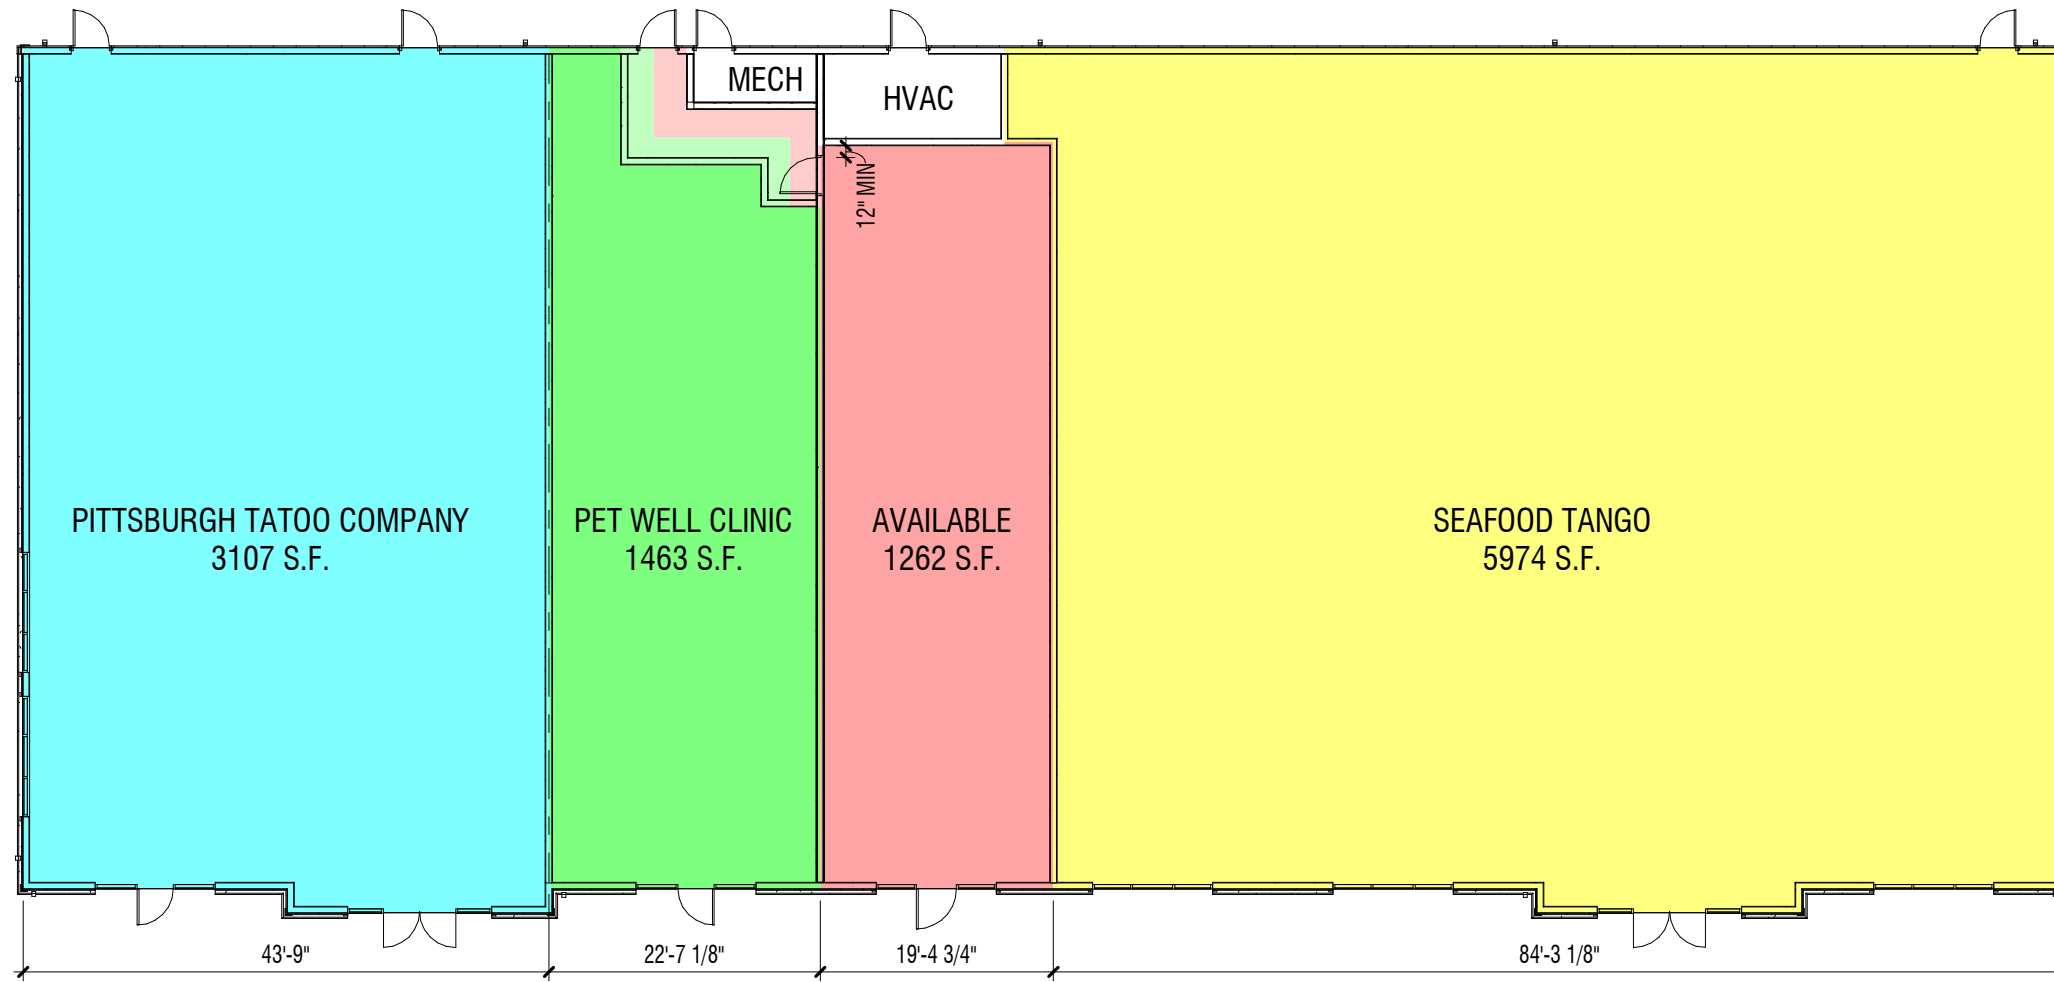 MECH
HVAC
12" MIN
PITTSBURGH TATOO COMPANY
3107 S.F.
PET WELL CLINIC
1463 S.F.
AVAILABLE
1262 S.F.
SEAFOOD TANGO
5974 S.F.
43'-9"
22'-7 1/8"
19'-4 3/4"
84'-3 1/8"